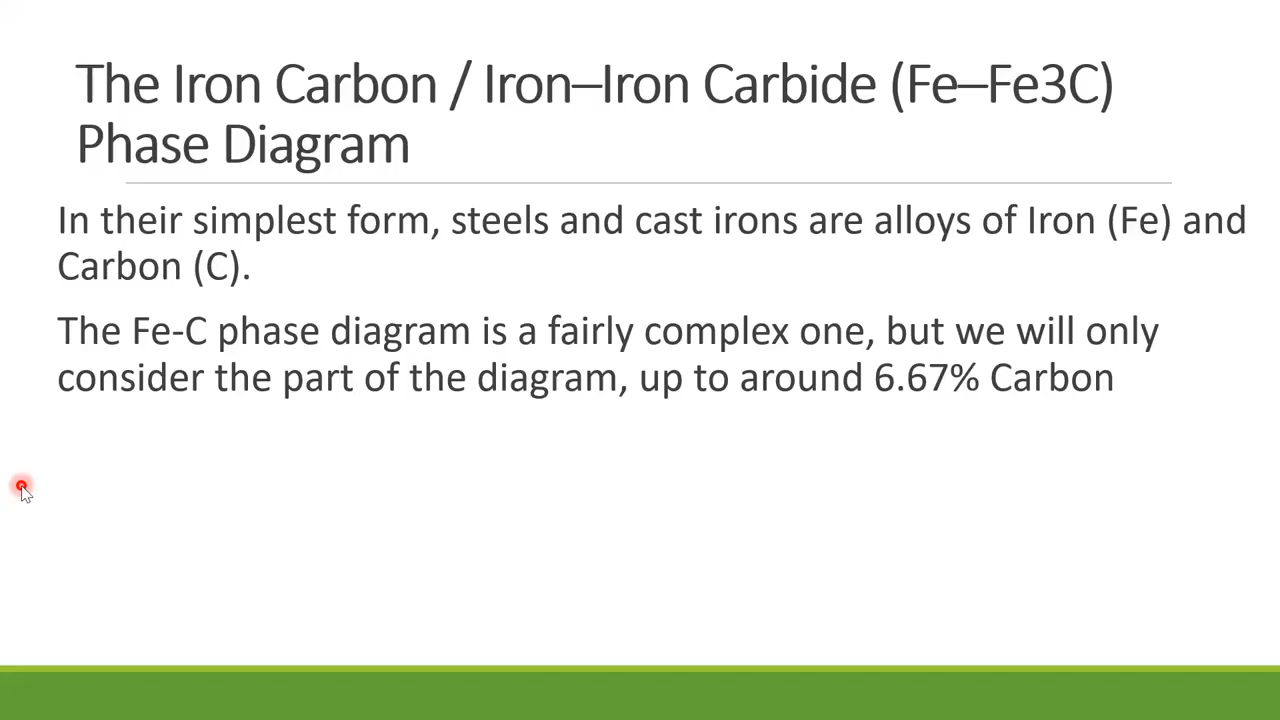 The Iron Carbon / Iron–Iron Carbide (Fe–Fe3C)
Phase Diagram
In their simplest form, steels and cast irons are alloys of Iron (Fe) and
Carbon (C).
The Fe-C phase diagram is a fairly complex one, but we will only
consider the part of the diagram, up to around 6.67% Carbon